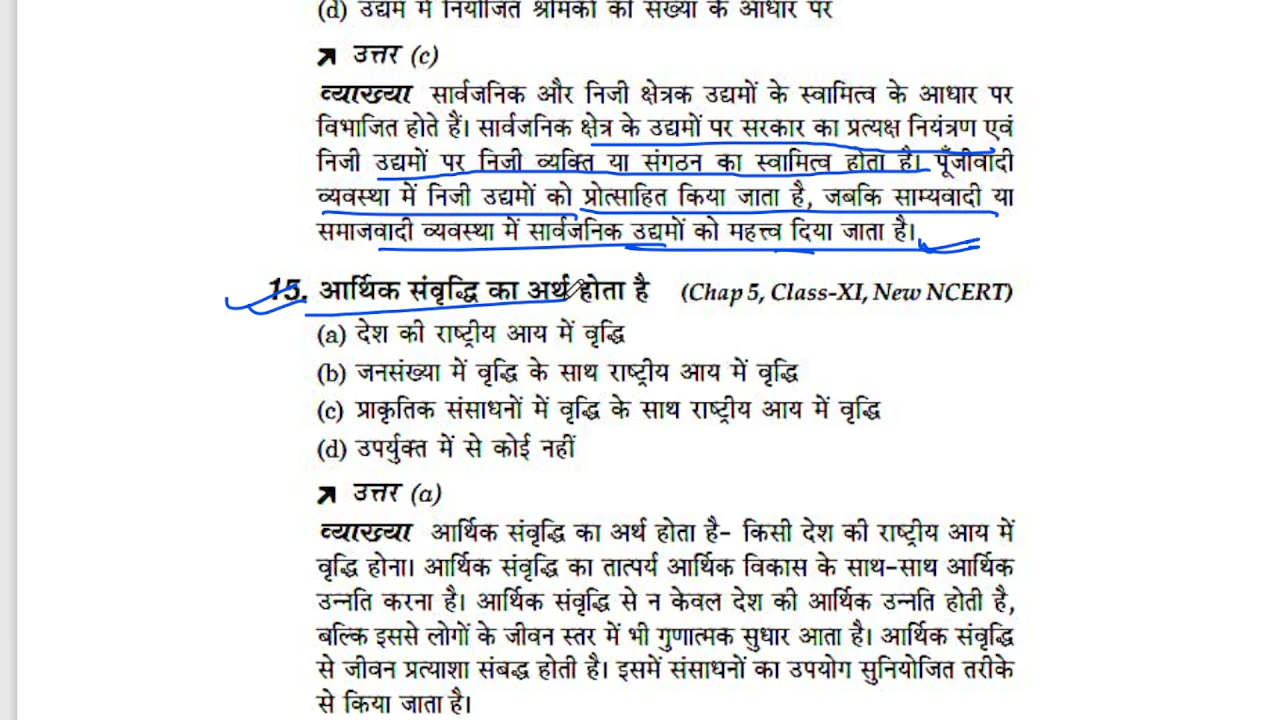 (d) उद्यम में नियोजित श्रमिकों की संख्या के आधार पर
उत्तर (c)
व्याख्या सार्वजनिक और निजी क्षेत्रक उद्यमों के स्वामित्व के आधार पर
विभाजित होते हैं। सार्वजनिक क्षेत्र के उद्यमों पर सरकार का प्रत्यक्ष नियंत्रण एवं
निजी उद्यमों पर निजी व्यक्ति या संगठन का स्वामित्व होता है। पूँजीवादी
व्यवस्था में निजी उद्यमों को प्रोत्साहित किया जाता है, जबकि साम्यवादी या
समाजवादी व्यवस्था में सार्वजनिक उद्यमों को महत्त्व दिया जाता है।
15. आर्थिक संवृद्धि का अर्थ होता है (Chap 5, Class-XI, New NCERT)
(a) देश की राष्ट्रीय आय में वृद्धि
(b) जनसंख्या में वृद्धि के साथ राष्ट्रीय आय में वृद्धि
(c) प्राकृतिक संसाधनों में वृद्धि के साथ राष्ट्रीय आय में वृद्धि
(d) उपर्युक्त में से कोई नहीं
उत्तर (a)
व्याख्या आर्थिक संवृद्धि का अर्थ होता है- किसी देश की राष्ट्रीय आय में
वृद्धि होना। आर्थिक संवृद्धि का तात्पर्य आर्थिक विकास के साथ-साथ आर्थिक
उन्नति करना है। आर्थिक संवृद्धि से न केवल देश की आर्थिक उन्नति होती है,
बल्कि इससे लोगों के जीवन स्तर में भी गुणात्मक सुधार आता है। आर्थिक संवृद्धि
से जीवन प्रत्याशा संबद्ध होती है। इसमें संसाधनों का उपयोग सुनियोजित तरीके
से किया जाता है।